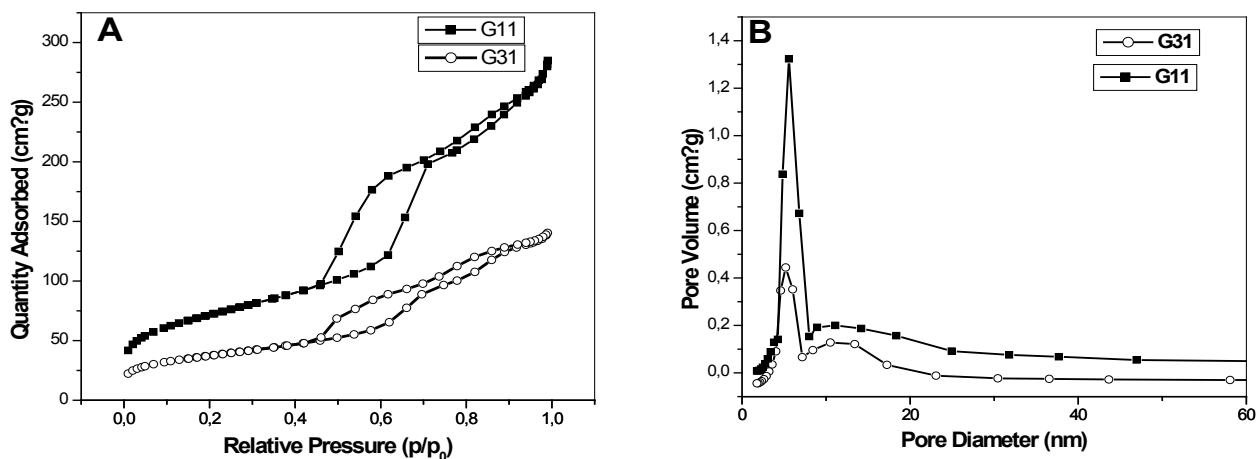 A
G11
G31
300
250
200
150
100
50
0
Quantity Adsorbed (cm?g)
0,0
0,2
0,4
0,6
0,8
1,0
Relative Pressure (p/p0)
B
G31
G11
1,4
1,2
1,0
0,8
0,6
0,4
0,2
0,0
Pore Volume (cm?g)
0
20
40
60
Pore Diameter (nm)